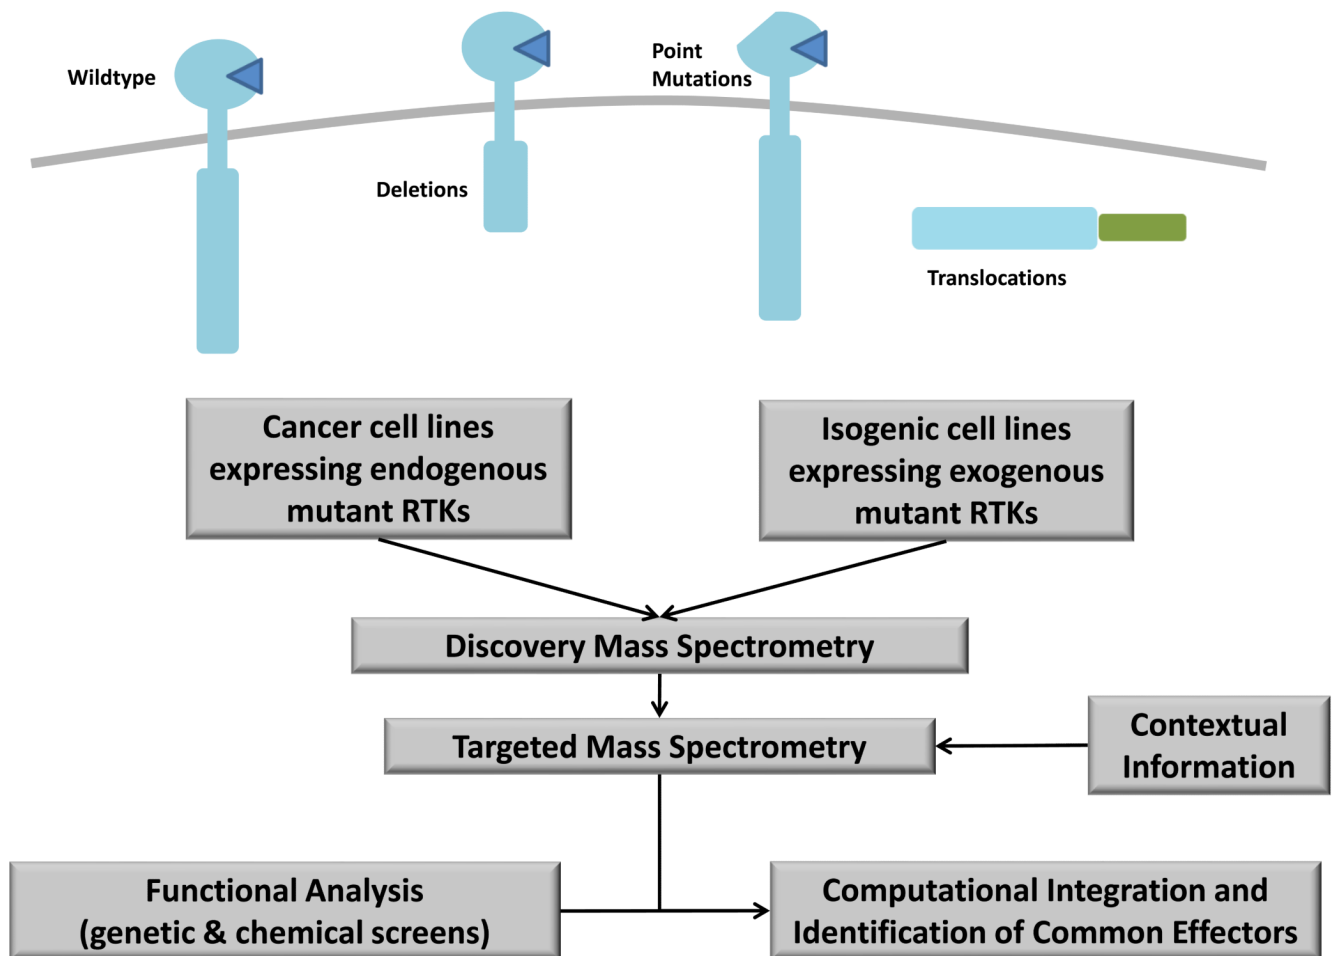 Wildtype
Deletions
Point
Mutations
Translocations
Cancer cell lines
expressing endogenous
mutant RTKs
Isogenic cell lines
expressing exogenous
mutant RTKs
Discovery Mass Spectrometry
Targeted Mass Spectrometry
Contextual
Information
Functional Analysis
(genetic & chemical screens)
Computational Integration and
Identification of Common Effectors